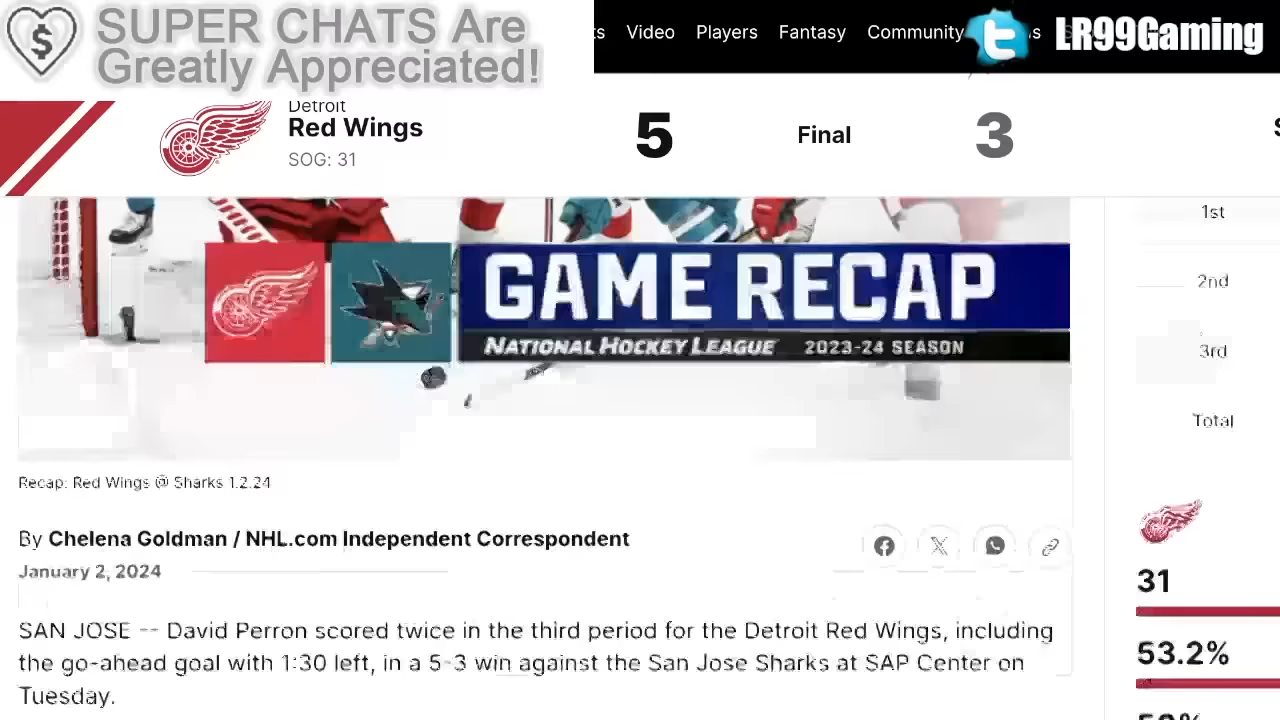 SUPER CHATS Are
Greatly Appreciated!
Video Players Fantasy Community
LR99Gaming
Detroit
Red Wings
SOG: 31
5
Final
3
1st
2nd
3rd
Total
GAME RECAP
NATIONAL HOCKEY LEAGUE 2023-24 SEASON
Recap: Red Wings @ Sharks 1.2.24
By Chelena Goldman / NHL.com Independent Correspondent
January 2, 2024
SAN JOSE -- David Perron scored twice in the third period for the Detroit Red Wings, including
the go-ahead goal with 1:30 left, in a 5-3 win against the San Jose Sharks at SAP Center on
Tuesday.
31
53.2%